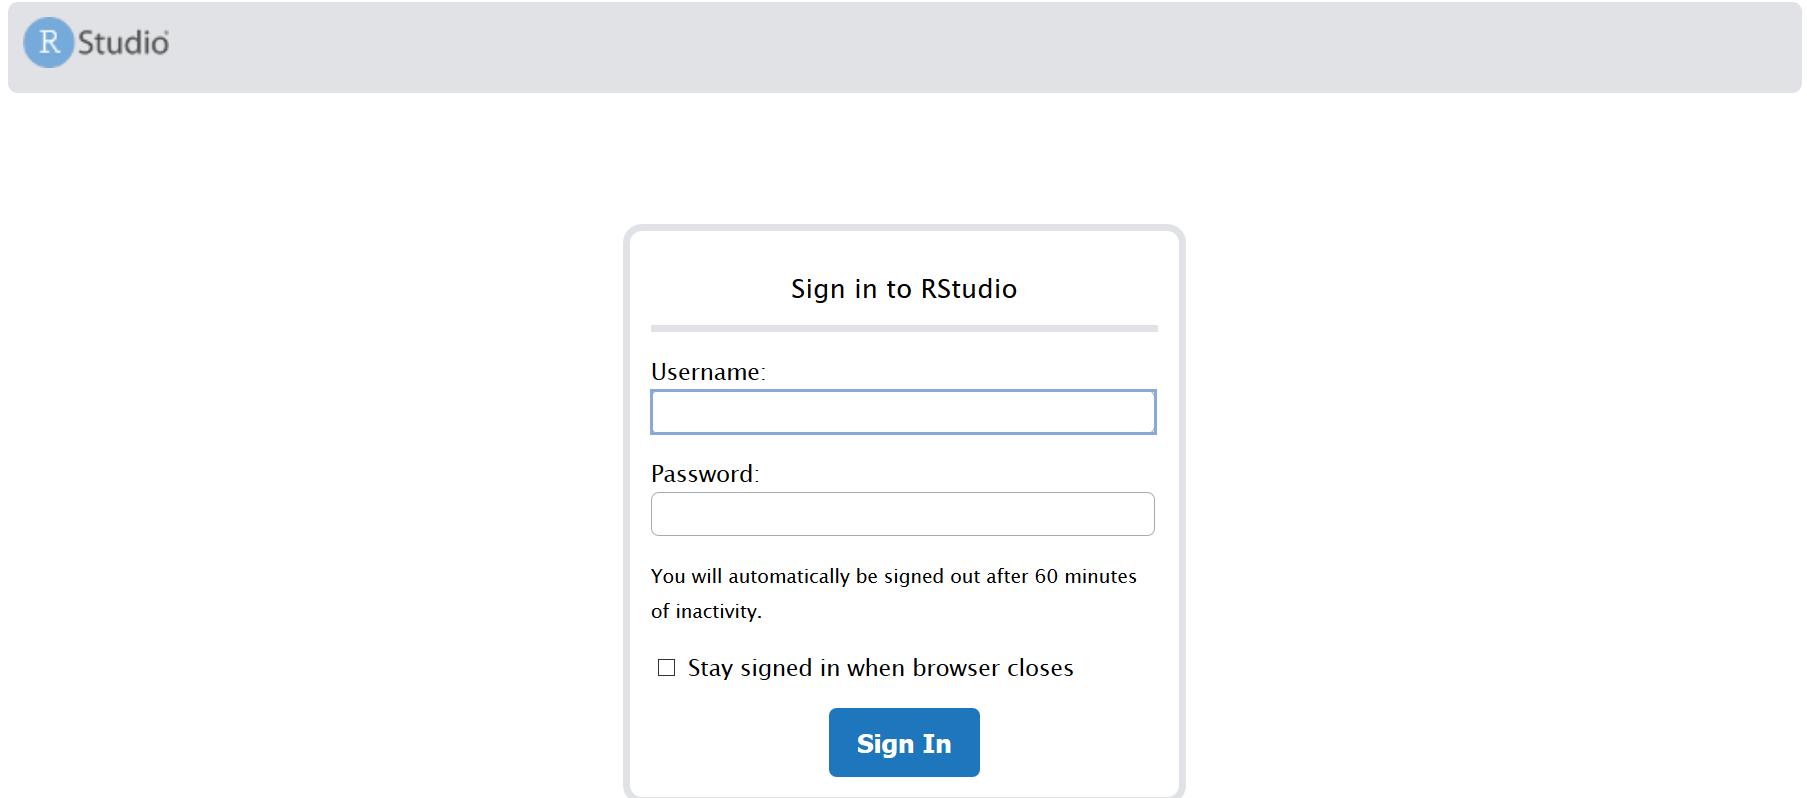 R Studio
Sign in to RStudio
Username:
Password:
You will automatically be signed out after 60 minutes
of inactivity.
Stay signed in when browser closes
Sign In